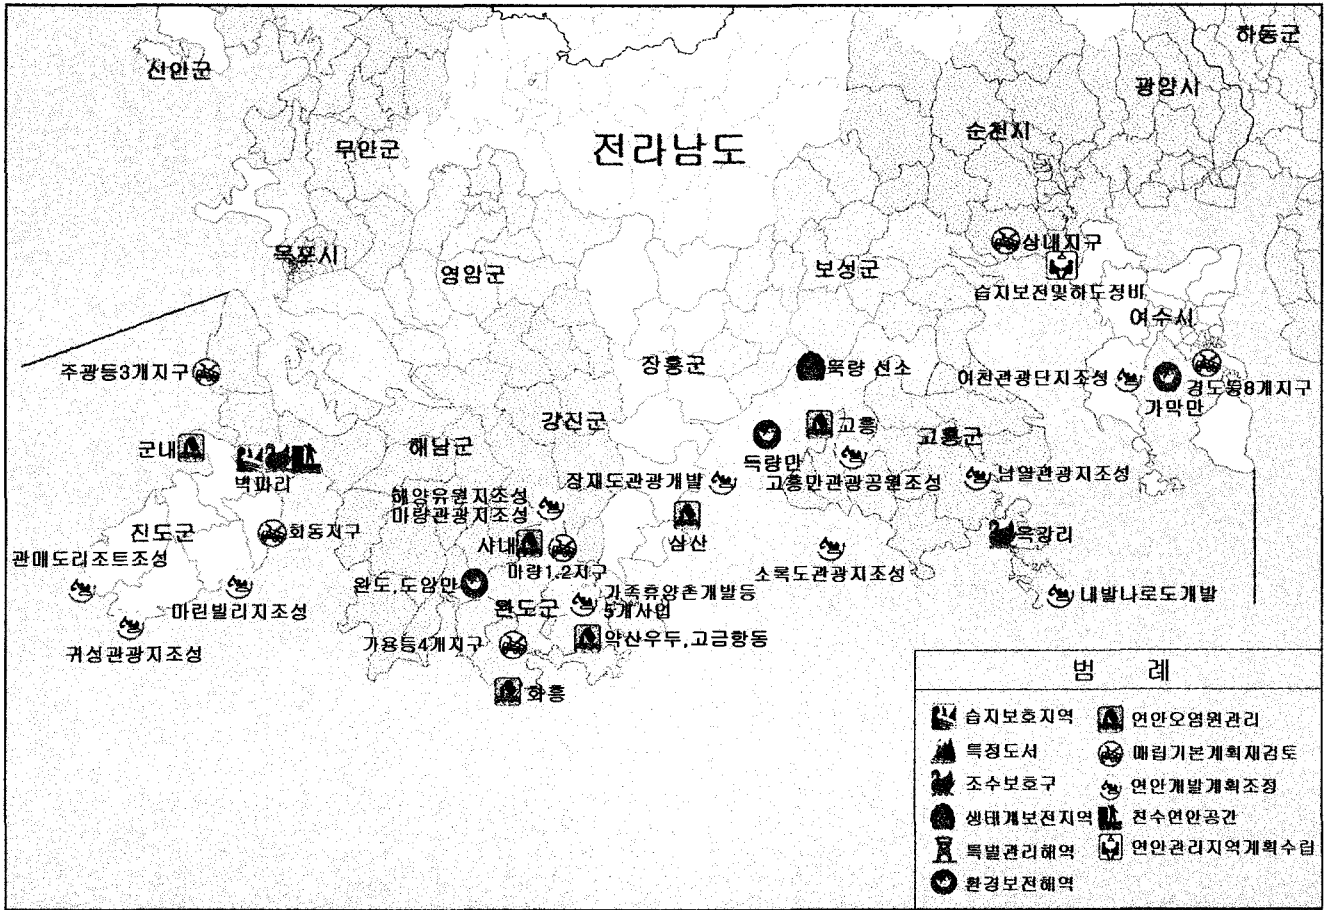 하동군
신안군
광양시
순천시
무안군
전라남도
목포시
영암군
보성군
상내지구
습지보전및하도정비
여수시
주광등3개지구
장흥군
득량 선소
여천관광단지조성
경도등8개지구
가막만
강진군
고흥
고흥군
군내
해남군
득량만
벽파리
장재도관광개발
고흥만관광공원조성
남열관광지조성
해양유원지조성
마량관광지조성
진도군
회동지구
사내
삼산
옥강리
관매도리조트조성
마량1.2지구
소록도관광지조성
완도,도암만
가족휴양촌개발등
5개사업
내발나로도개발
마린빌리지조성
완도군
귀성관광지조성
가용등4개지구
약산우두,고금항동
화흥
범 례
습지보호지역
연안오염원관리
특정도서
매립기본계획재검토
조수보호구
연안개발계획조정
생태계보전지역
친수연안공간
특별관리해역
연안관리지역계획수립
환경보전해역